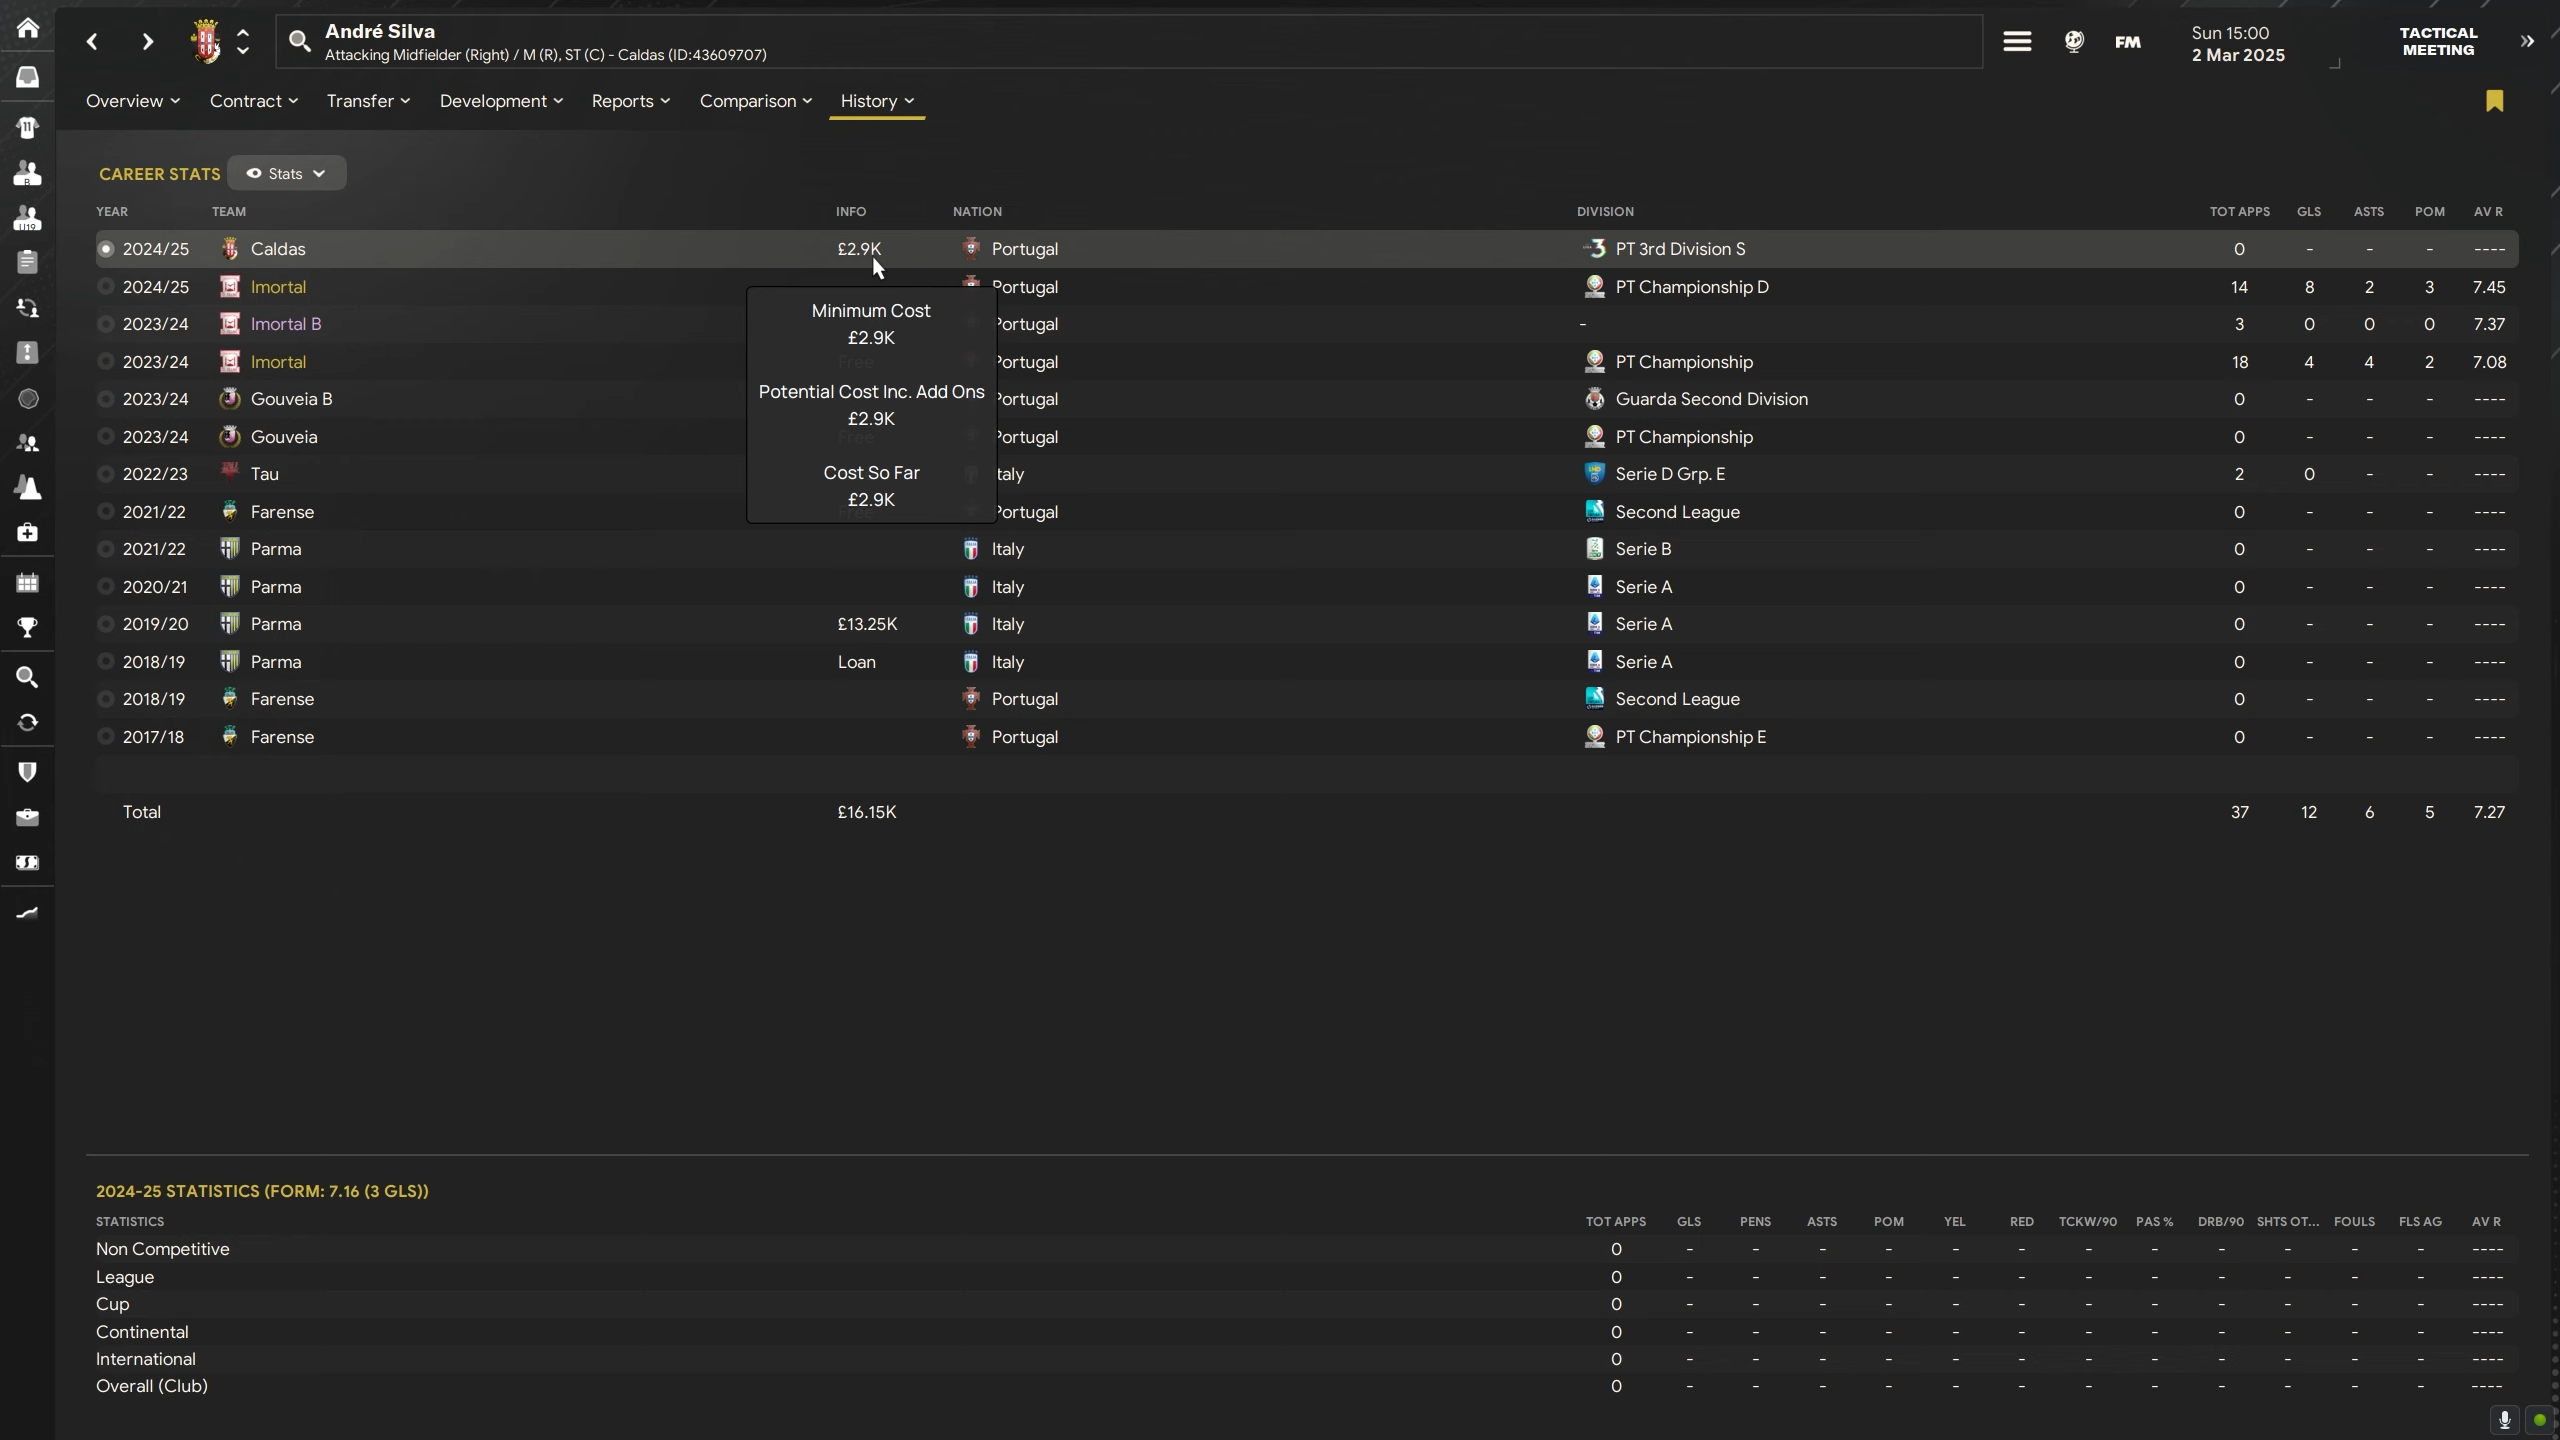 André Silva
Attacking Midfielder (Right) / M (R), ST (C) - Caldas (ID:43609707)
FM
Sun 15:00
2 Mar 2025
TACTICAL
MEETING
Overview Contract Transfer Development Reports Comparison History
CAREER STATS Stats
YEAR TEAM INFO NATION DIVISION TOT APPS GLS ASTS POM AV R
2024/25 Caldas £2.9K Portugal PT 3rd Division S 0 - - - ----
2024/25 Imortal Portugal PT Championship D 14 8 2 3 7.45
2023/24 Imortal B Portugal - 3 0 0 0 7.37
2023/24 Imortal Free Portugal PT Championship 18 4 4 2 7.08
2023/24 Gouveia B Portugal Guarda Second Division 0 - - - ----
2023/24 Gouveia Free Portugal PT Championship 0 - - - ----
2022/23 Tau Italy Serie D Grp. E 2 0 - - ----
2021/22 Farense Free Portugal Second League 0 - - - ----
2021/22 Parma Italy Serie B 0 - - - ----
2020/21 Parma Italy Serie A 0 - - - ----
2019/20 Parma £13.25K Italy Serie A 0 - - - ----
2018/19 Parma Loan Italy Serie A 0 - - - ----
2018/19 Farense Portugal Second League 0 - - - ----
2017/18 Farense Portugal PT Championship E 0 - - - ----
Total £16.15K 37 12 6 5 7.27
Minimum Cost
£2.9K
Potential Cost Inc. Add Ons
£2.9K
Cost So Far
£2.9K
2024-25 STATISTICS (FORM: 7.16 (3 GLS))
STATISTICS TOT APPS GLS PENS ASTS POM YEL RED TCKW/90 PAS % DRB/90 SHTS OT... FOULS FLS AG AV R
Non Competitive 0 - - - - - - - - - - - - ----
League 0 - - - - - - - - - - - - ----
Cup 0 - - - - - - - - - - - - ----
Continental 0 - - - - - - - - - - - - ----
International 0 - - - - - - - - - - - - ----
Overall (Club) 0 - - - - - - - - - - - - ----